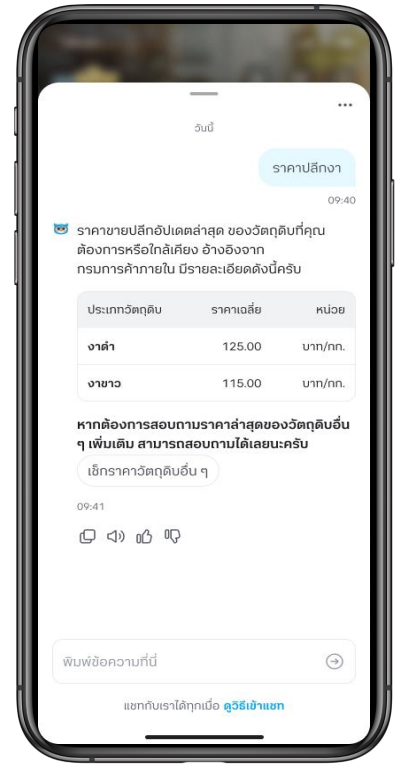 วันนี้
ราคาปลีกงา
09:40
ราคาขายปลีกอัปเดตล่าสุด ของวัตถุดิบที่คุณ
ต้องการหรือใกล้เคียง อ้างอิงจาก
กรมการค้าภายใน มีรายละเอียดดังนี้ครับ
ประเภทวัตถุดิบ ราคาเฉลี่ย หน่วย
งาดำ 125.00 บาท/กก.
งาขาว 115.00 บาท/กก.
หากต้องการสอบถามราคาล่าสุดของวัตถุดิบอื่น
ๆ เพิ่มเติม สามารถสอบถามได้เลยนะครับ
เช็กราคาวัตถุดิบอื่น ๆ
09:41
พิมพ์ข้อความที่นี่
แชทกับเราได้ทุกเมื่อ ดูวิธีเข้าแชท